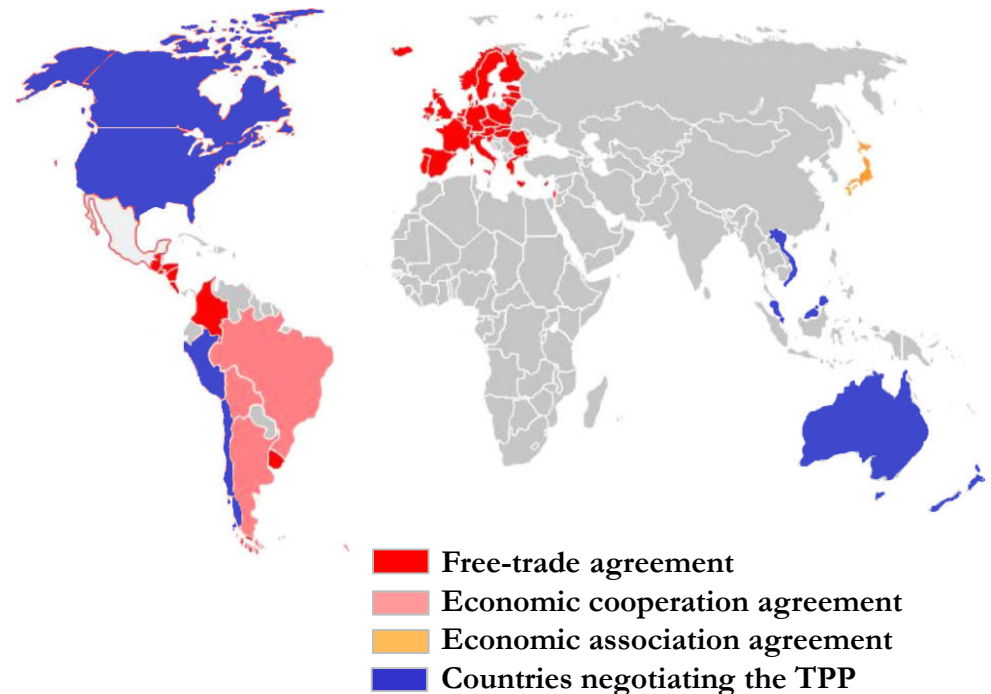 Free-trade agreement
Economic cooperation agreement
Economic association agreement
Countries negotiating the TPP